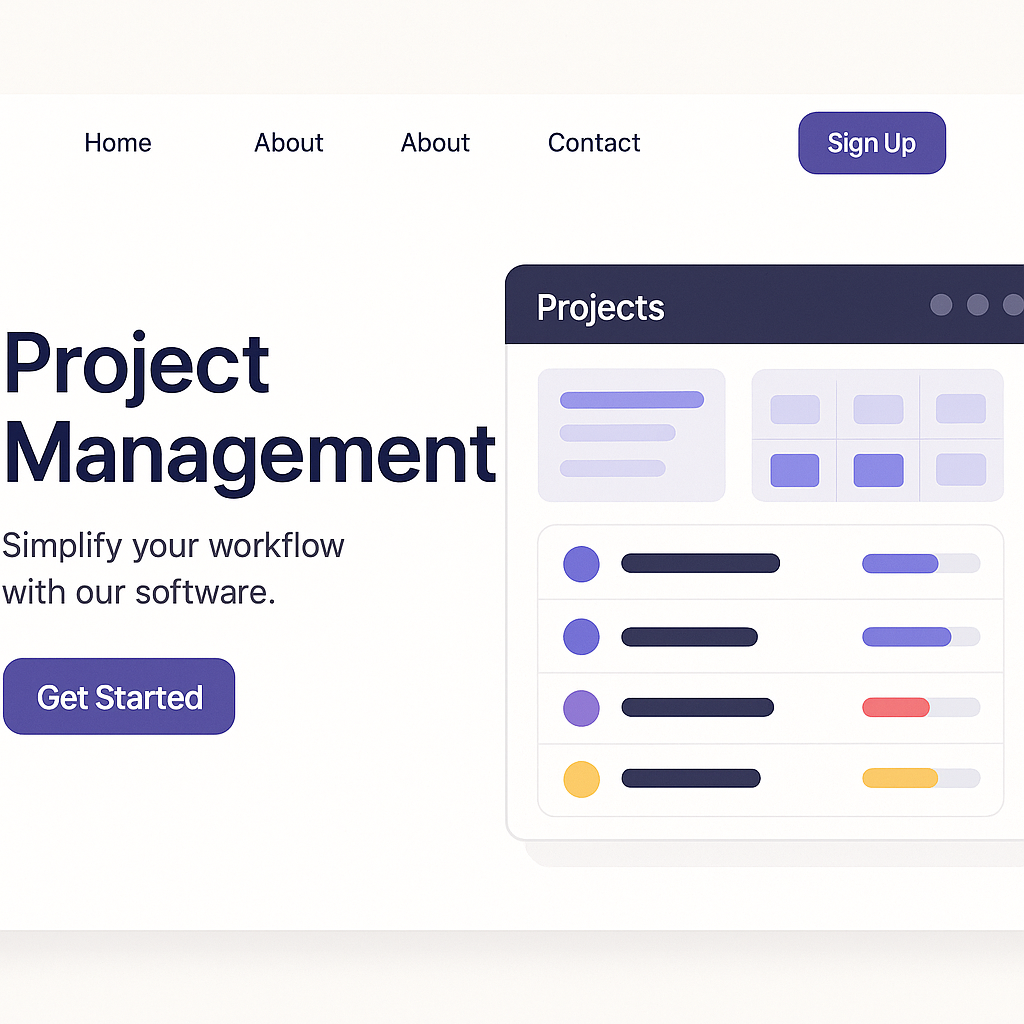 Home About About Contact Sign Up
Projects
Project
Management
Simplify your workflow
with our software.
Get Started